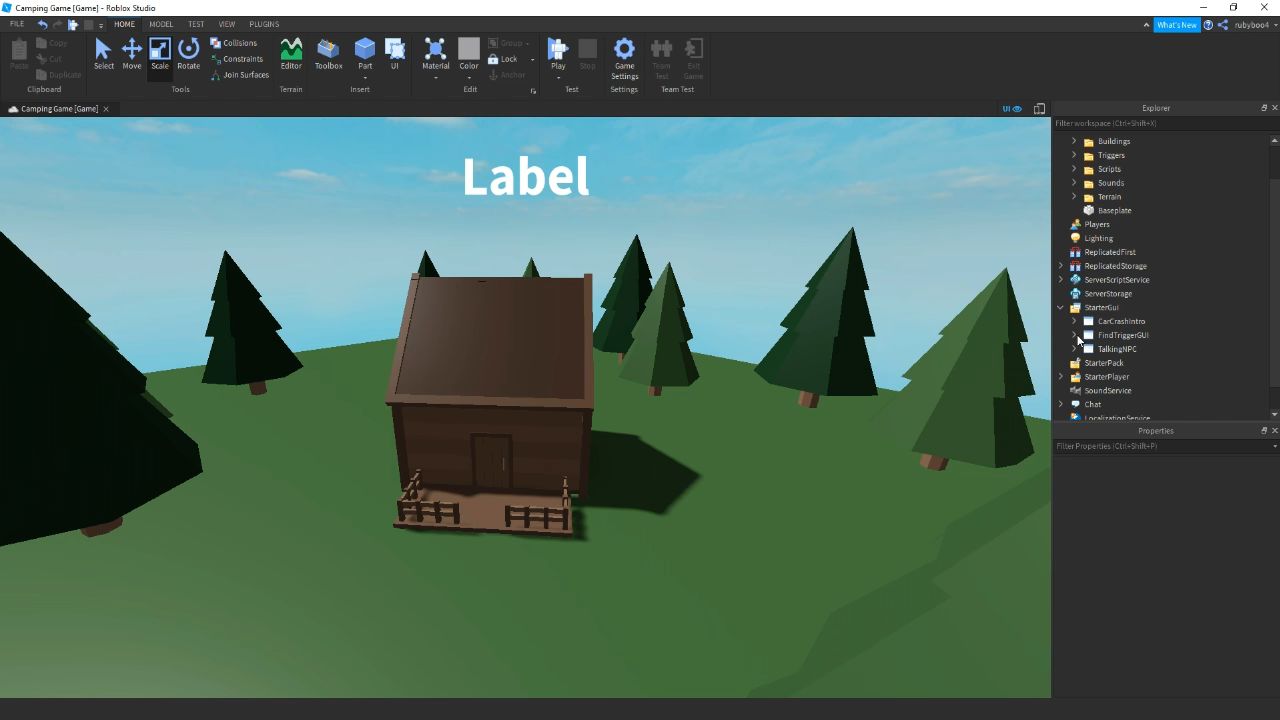 Camping Game [Game] - Roblox Studio
FILE HOME MODEL TEST VIEW PLUGINS What's New rubyboo4
Paste Copy Cut Duplicate Select Move Scale Rotate Collisions Constraints Join Surfaces Editor Toolbox Part UI Material Color Group Lock Anchor Play Stop Game Settings Team Test Exit Game
Clipboard Tools Terrain Insert Edit Test Settings Team Test
Camping Game [Game] UI
Label
Explorer
Filter workspace (Ctrl+Shift+X)
Buildings
Triggers
Scripts
Sounds
Terrain
Baseplate
Players
Lighting
ReplicatedFirst
ReplicatedStorage
ServerScriptService
ServerStorage
StarterGui
CarCrashIntro
FindTriggerGUI
TalkingNPC
StarterPack
StarterPlayer
SoundService
Chat
LocalizationService
Properties
Filter Properties (Ctrl+Shift+P)